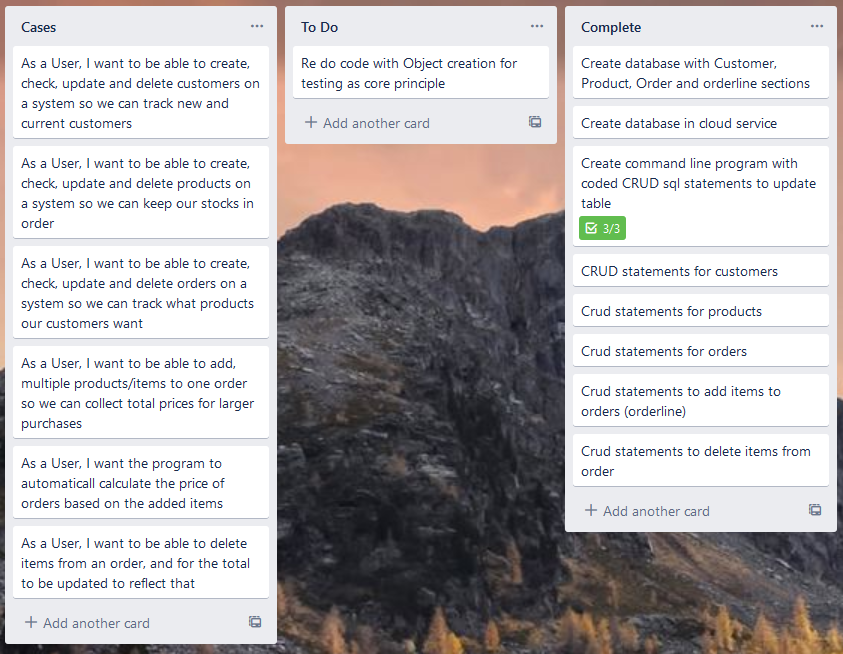 Cases
As a User, I want to be able to create,
check, update and delete customers on
a system so we can track new and
current customers
As a User, I want to be able to create,
check, update and delete products on
a system so we can keep our stocks in
order
As a User, I want to be able to create,
check, update and delete orders on a
system so we can track what products
our customers want
As a User, I want to be able to add,
multiple products/items to one order
so we can collect total prices for larger
purchases
As a User, I want the program to
automaticall calculate the price of
orders based on the added items
As a User, I want to be able to delete
items from an order, and for the total
to be updated to reflect that
Add another card
To Do
Re do code with Object creation for
testing as core principle
Add another card
Complete
Create database with Customer,
Product, Order and orderline sections
Create database in cloud service
Create command line program with
coded CRUD sql statements to update
table
3/3
CRUD statements for customers
Crud statements for products
Crud statements for orders
Crud statements to add items to
orders (orderline)
Crud statements to delete items from
order
Add another card